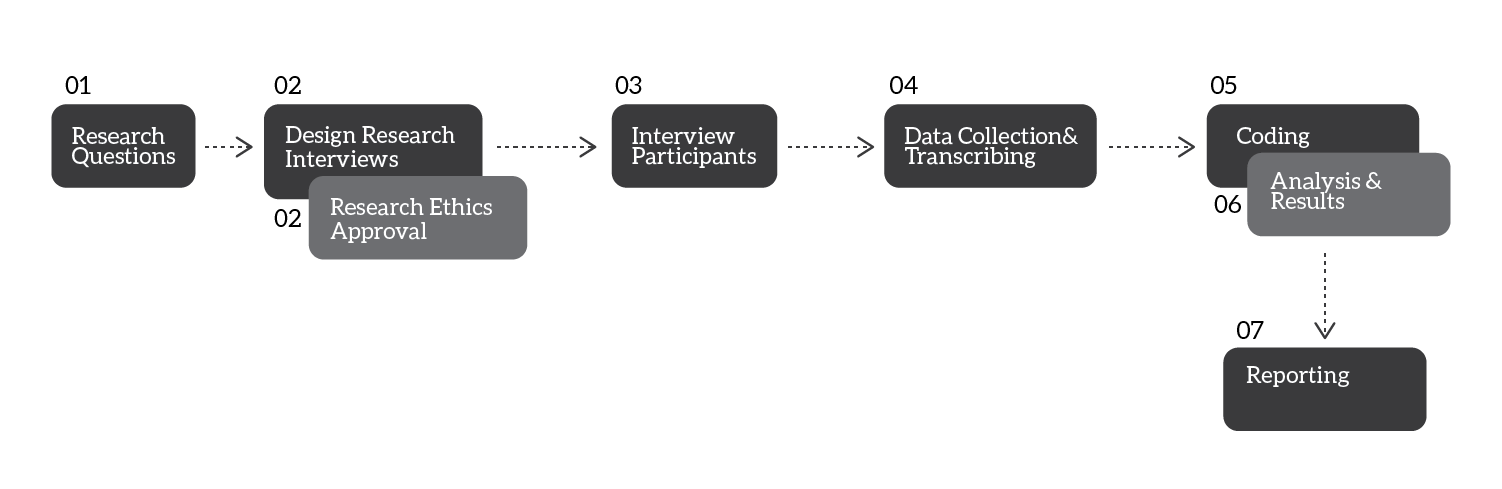 01
Research
Questions
02
Design Research
Interviews
02
Research Ethics
Approval
03
Interview
Participants
04
Data Collection&
Transcribing
05
Coding
06
Analysis &
Results
07
Reporting